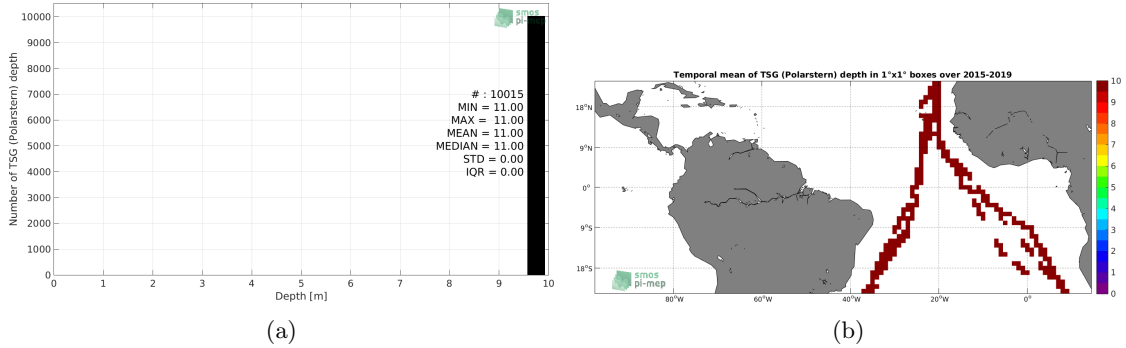 smos
pi-mep
10000
9000
8000
7000
6000
5000
4000
3000
2000
1000
0
Number of TSG (Polarstern) depth
# : 10015
MIN = 11.00
MAX = 11.00
MEAN = 11.00
MEDIAN = 11.00
STD = 0.00
IQR = 0.00
0 1 2 3 4 5 6 7 8 9 10
Depth [m]
(a)
Temporal mean of TSG (Polarstern) depth in 1°x1° boxes over 2015-2019
18°N
9°N
0°
9°S
18°S
80°W 60°W 40°W 20°W 0°
smos
pi-mep
10
9
8
7
6
5
4
3
2
1
0
(b)